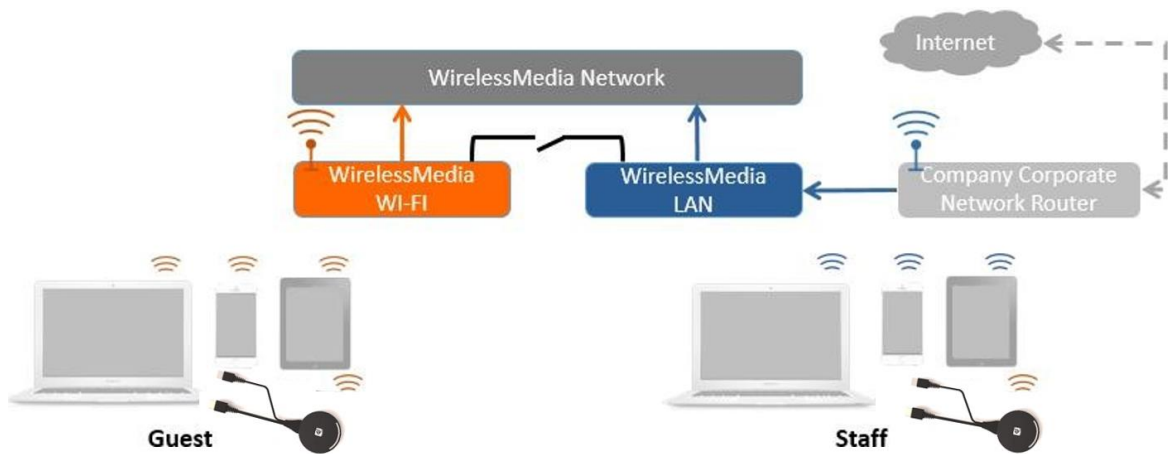 Internet
WirelessMedia Network
WirelessMedia
WI-FI
WirelessMedia
LAN
Company Corporate
Network Router
Guest
Staff